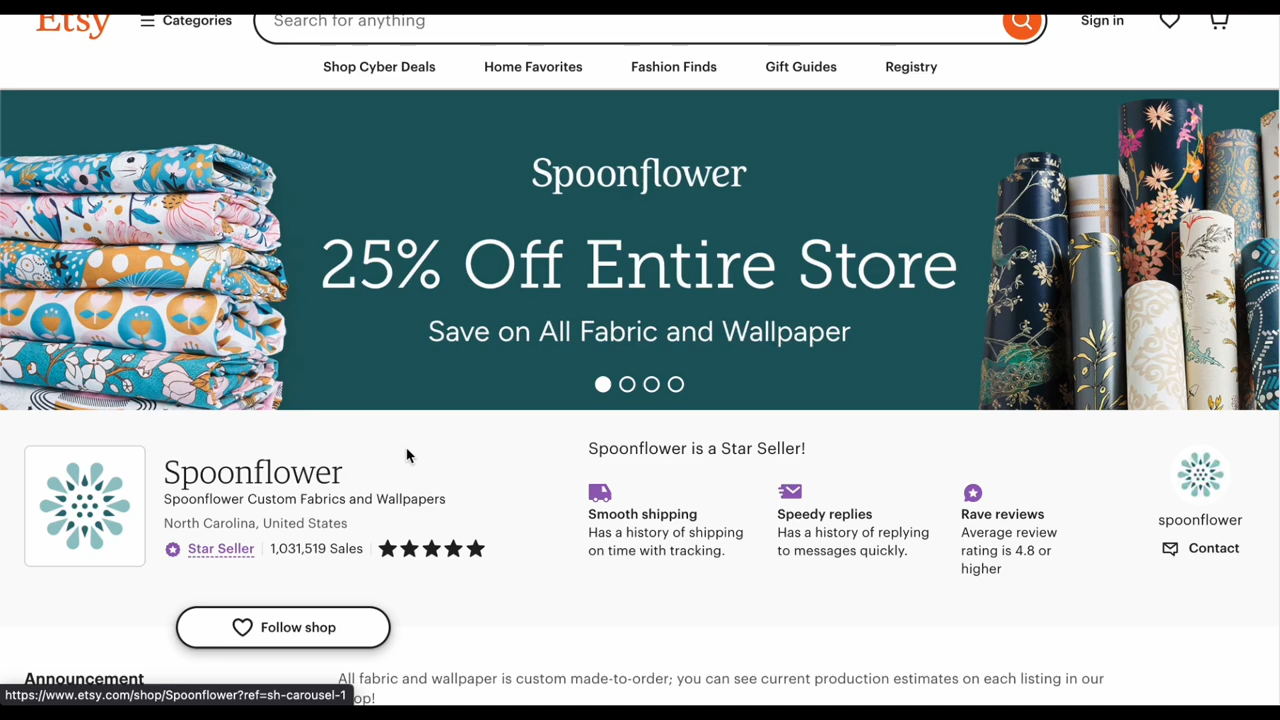 Etsy
Categories
Search for anything
Sign in
Shop Cyber Deals
Home Favorites
Fashion Finds
Gift Guides
Registry
Spoonflower
25% Off Entire Store
Save on All Fabric and Wallpaper
Spoonflower
Spoonflower Custom Fabrics and Wallpapers
North Carolina, United States
Star Seller
1,031,519 Sales
Spoonflower is a Star Seller!
Smooth shipping
Has a history of shipping
on time with tracking.
Speedy replies
Has a history of replying
to messages quickly.
Rave reviews
Average review
rating is 4.8 or
higher
spoonflower
Contact
Follow shop
Announcement
All fabric and wallpaper is custom made-to-order; you can see current production estimates on each listing in our
https://www.etsy.com/shop/Spoonflower?ref=sh-carousel-1